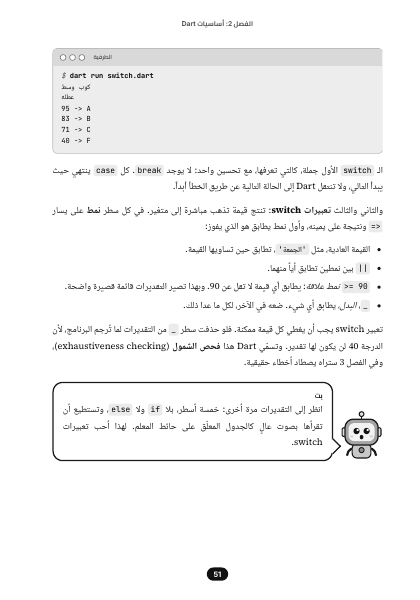 الفصل 2: أساسيات Dart
الطرفية
$ dart run switch.dart
كوب وسط
عطلة
95 -> A
83 -> B
71 -> C
40 -> F
الـ switch الأول جملة، كالتي تعرفها، مع تحسين واحد: لا يوجد break. كل case ينتهي حيث
يبدأ التالي، ولا تنتقل Dart إلى الحالة التالية عن طريق الخطأ أبدًا.
والثاني والثالث تعبيرات switch: تنتج قيمة تذهب مباشرة إلى متغير. في كل سطر نمط على يسار
=> ونتيجة على يمينه، وأول نمط يطابق هو الذي يفوز:
• القيمة العادية، مثل 'الجمعة'، تطابق حين تساويها القيمة.
• || بين نمطين تطابق أياً منهما.
• >= 90 نمط علاقة: يطابق أي قيمة لا تقل عن 90. وبهذا تصير التقديرات قائمة قصيرة واضحة.
• _ ، البدل، يطابق أي شيء. ضعه في الآخر، لكل ما عدا ذلك.
تعبير switch يجب أن يغطي كل قيمة ممكنة. فلو حذفت سطر _ من التقديرات لما تُرجم البرنامج، لأن
الدرجة 40 لن يكون لها تقدير. وتسمّي Dart هذا فحص الشمول (exhaustiveness checking)،
وفي الفصل 3 ستراه يصطاد أخطاء حقيقية.
بت
انظر إلى التقديرات مرة أخرى: خمسة أسطر، بلا if ولا else، وتستطيع أن
تقرأها بصوت عالٍ كالجدول المعلّق على حائط المعلم. لهذا أحب تعبيرات
switch.
51